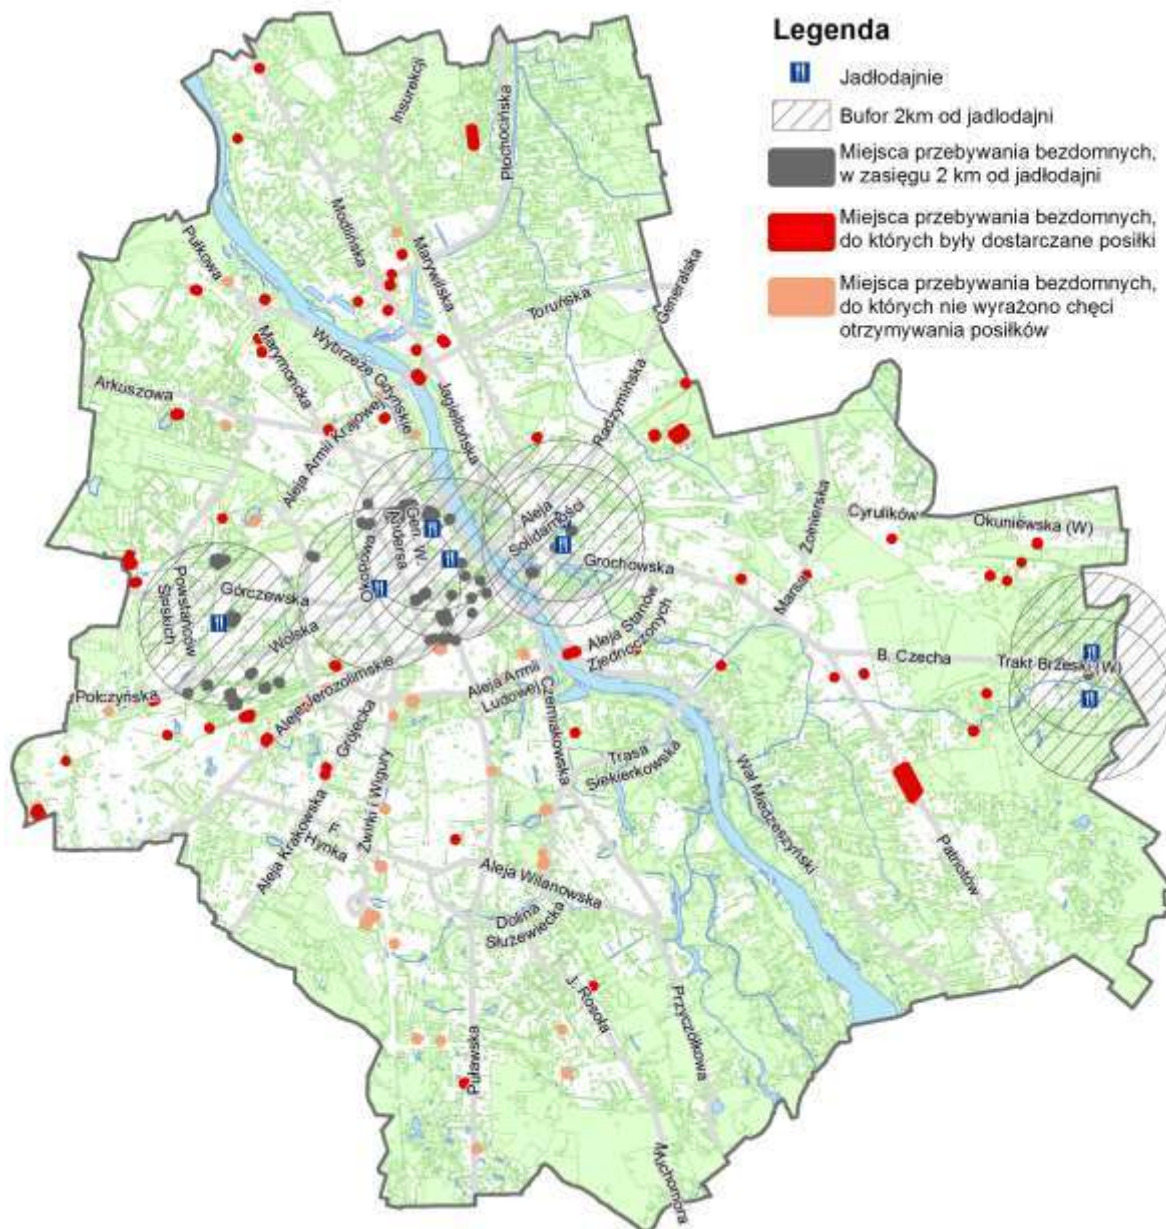 Legenda
Jadłodajnie
Bufor 2km od jadłodajni
Miejsca przebywania bezdomnych,
w zasięgu 2 km od jadłodajni
Miejsca przebywania bezdomnych,
do których były dostarczane posiłki
Miejsca przebywania bezdomnych,
do których nie wyrażono chęci
otrzymywania posiłków
Insurekcji
Płochocińska
Modlińska
Marywilska
Pułkowa
Toruńska
Generalska
Marymoncka
Wybrzeże Gdyńskie
Arkuszowa
Jagiellońska
Radzymińska
Aleja Armii Krajowej
Aleja
Solidarności
Gen. W.
Andersa
Okopowa
Żołnierska
Cyrulików
Okuniewska (W)
Grochowska
Górczewska
Powstańców
Śląskich
Marsa
Wolska
Aleja Stanów
Zjednoczonych
B. Czecha
Trakt Brzeski (W)
Połczyńska
Aleje Jerozolimskie
Aleja Armii
Ludowej
Czerniakowska
Grójecka
Trasa
Siekierkowska
Wał Miedzeszyński
Żwirki i Wigury
F.
Hynka
Aleja Krakowska
Patriotów
Aleja Wilanowska
Dolina
Służewiecka
J. Rosoła
Przyczółkowa
Puławska
Muchomora